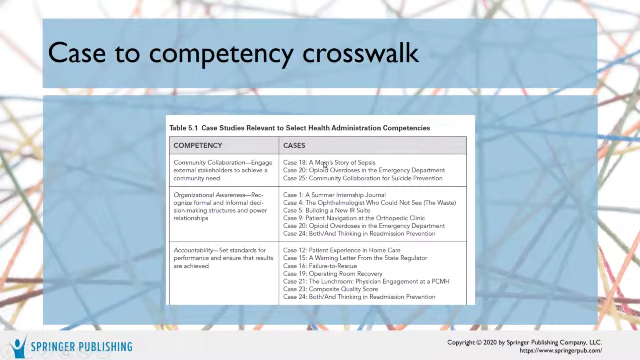 Case to competency crosswalk
Table 5.1 Case Studies Relevant to Select Health Administration Competencies
COMPETENCY
CASES
Community Collaboration—Engage
external stakeholders to achieve a
community need
Case 18: A Mom's Story of Sepsis
Case 20: Opioid Overdoses in the Emergency Department
Case 25: Community Collaboration for Suicide Prevention
Organizational Awareness—Rec-
ognize formal and informal deci-
sion-making structures and power
relationships
Case 1: A Summer Internship Journal
Case 4: The Ophthalmologist Who Could Not See (The Waste)
Case 5: Building a New IR Suite
Case 9: Patient Navigation at the Orthopedic Clinic
Case 20: Opioid Overdoses in the Emergency Department
Case 24: Both/And Thinking in Readmission Prevention
Accountability—Set standards for
performance and ensure that results
are achieved
Case 12: Patient Experience in Home Care
Case 15: A Warning Letter From the State Regulator
Case 16: Failure-to-Rescue
Case 19: Operating Room Recovery
Case 21: The Lunchroom: Physician Engagement at a PCMH
Case 23: Composite Quality Score
Case 24: Both/And Thinking in Readmission Prevention
SPRINGER PUBLISHING
Copyright © 2020 by Springer Publishing Company, LLC.
https://www.springerpub.com/